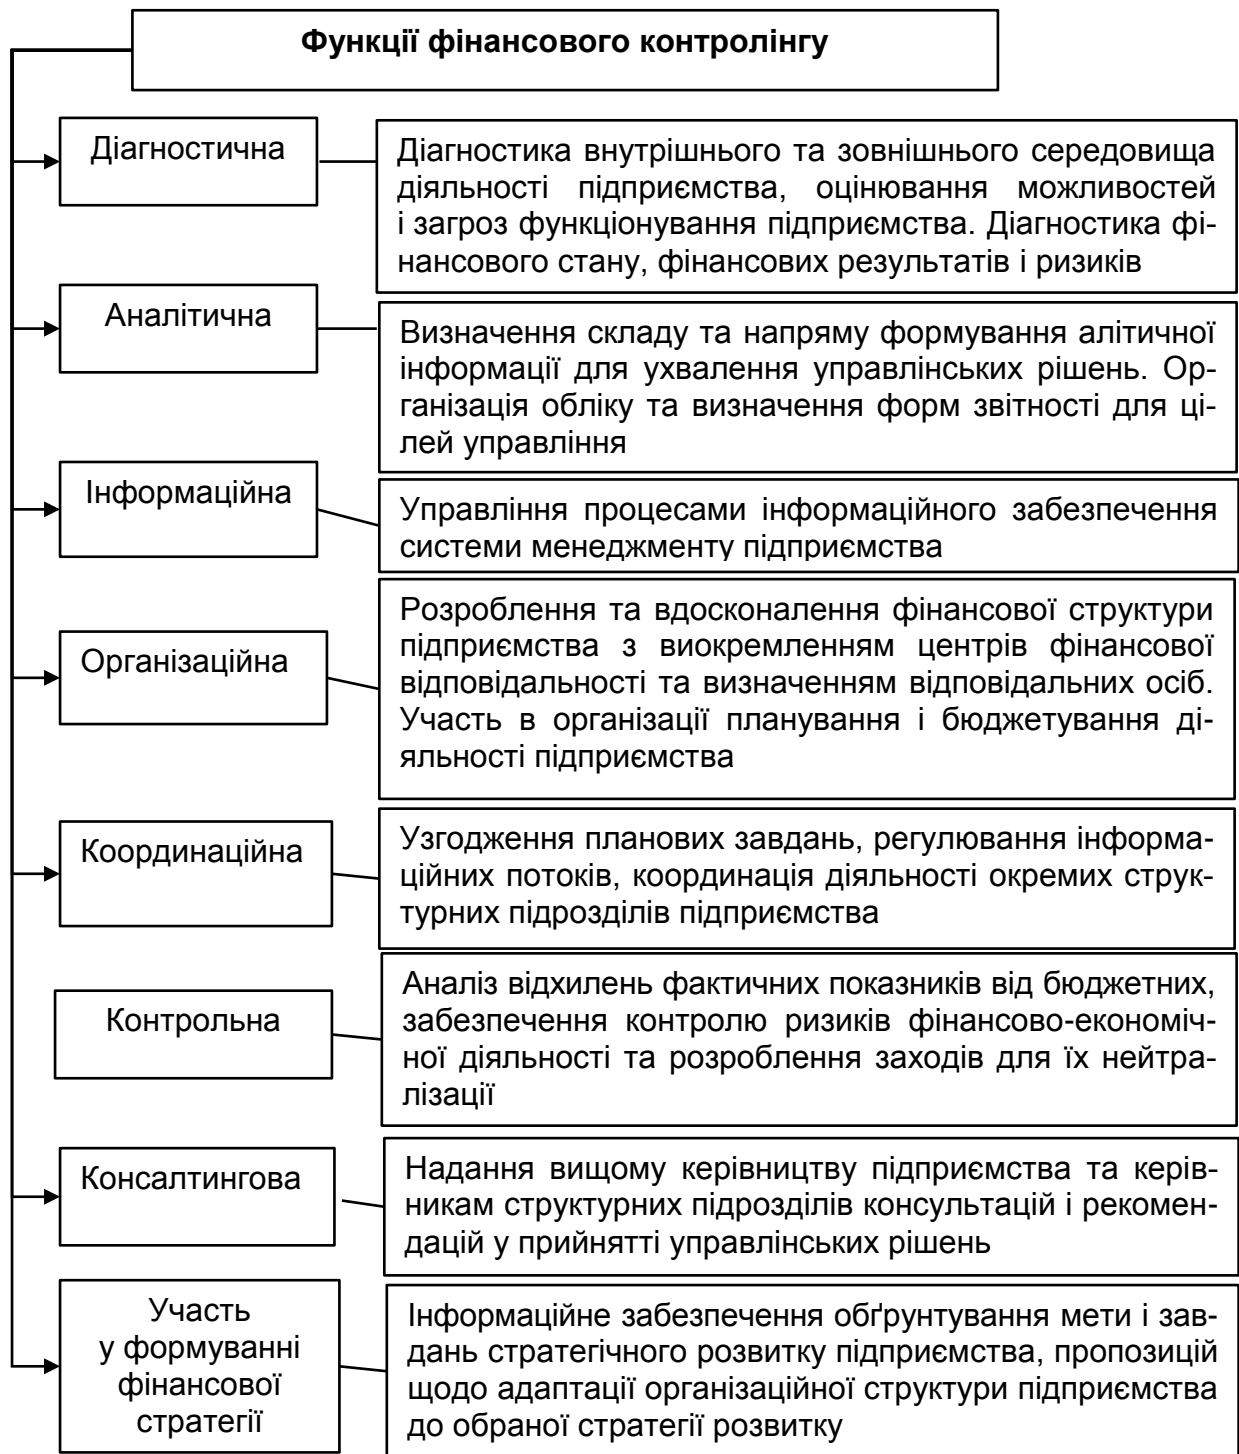 Функції фінансового контролінгу
Діагностична
Діагностика внутрішнього та зовнішнього середовища
діяльності підприємства, оцінювання можливостей
і загроз функціонування підприємства. Діагностика фі-
нансового стану, фінансових результатів і ризиків
Аналітична
Визначення складу та напряму формування алітичної
інформації для ухвалення управлінських рішень. Ор-
ганізація обліку та визначення форм звітності для ці-
лей управління
Інформаційна
Управління процесами інформаційного забезпечення
системи менеджменту підприємства
Організаційна
Розроблення та вдосконалення фінансової структури
підприємства з виокремленням центрів фінансової
відповідальності та визначенням відповідальних осіб.
Участь в організації планування і бюджетування ді-
яльності підприємства
Координаційна
Узгодження планових завдань, регулювання інформа-
ційних потоків, координація діяльності окремих струк-
турних підрозділів підприємства
Контрольна
Аналіз відхилень фактичних показників від бюджетних,
забезпечення контролю ризиків фінансово-економіч-
ної діяльності та розроблення заходів для їх нейтра-
лізації
Консалтингова
Надання вищому керівництву підприємства та керів-
никам структурних підрозділів консультацій і рекомен-
дацій у прийнятті управлінських рішень
Участь
у формуванні
фінансової
стратегії
Інформаційне забезпечення обґрунтування мети і зав-
дань стратегічного розвитку підприємства, пропозицій
щодо адаптації організаційної структури підприємства
до обраної стратегії розвитку